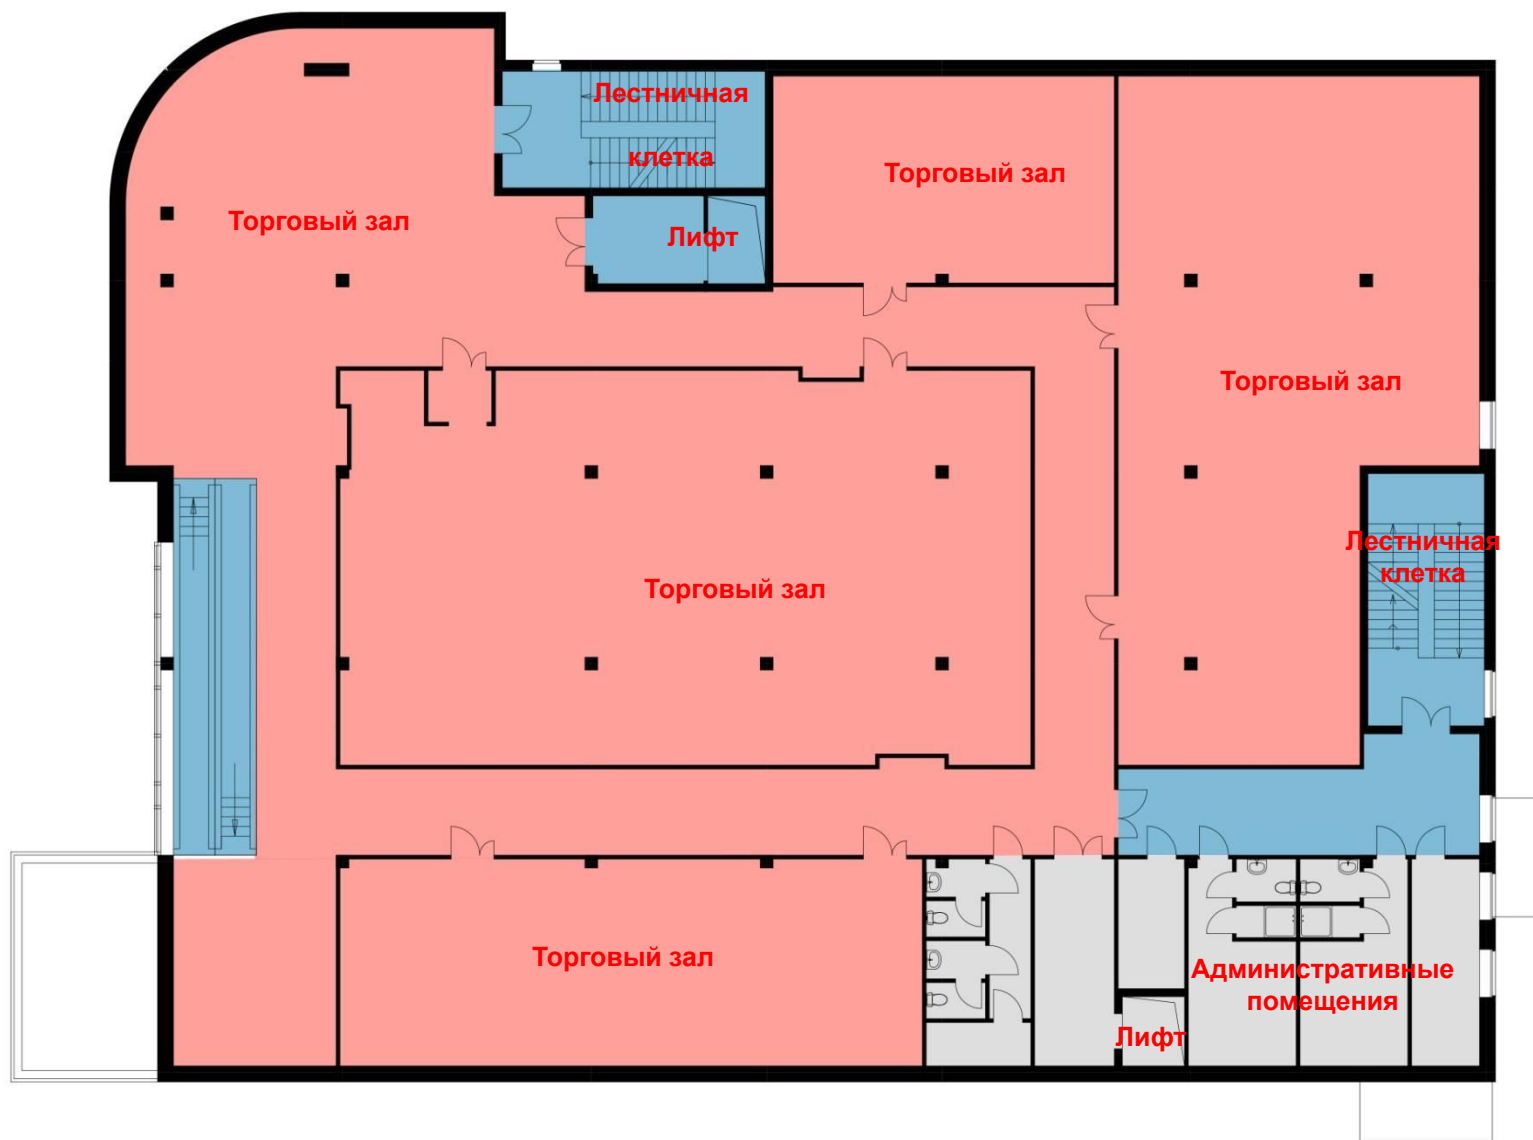 Лестничная
клетка
Торговый зал
Торговый зал
Лифт
Торговый зал
Лестничная
клетка
Торговый зал
Торговый зал
Административные
помещения
Лифт